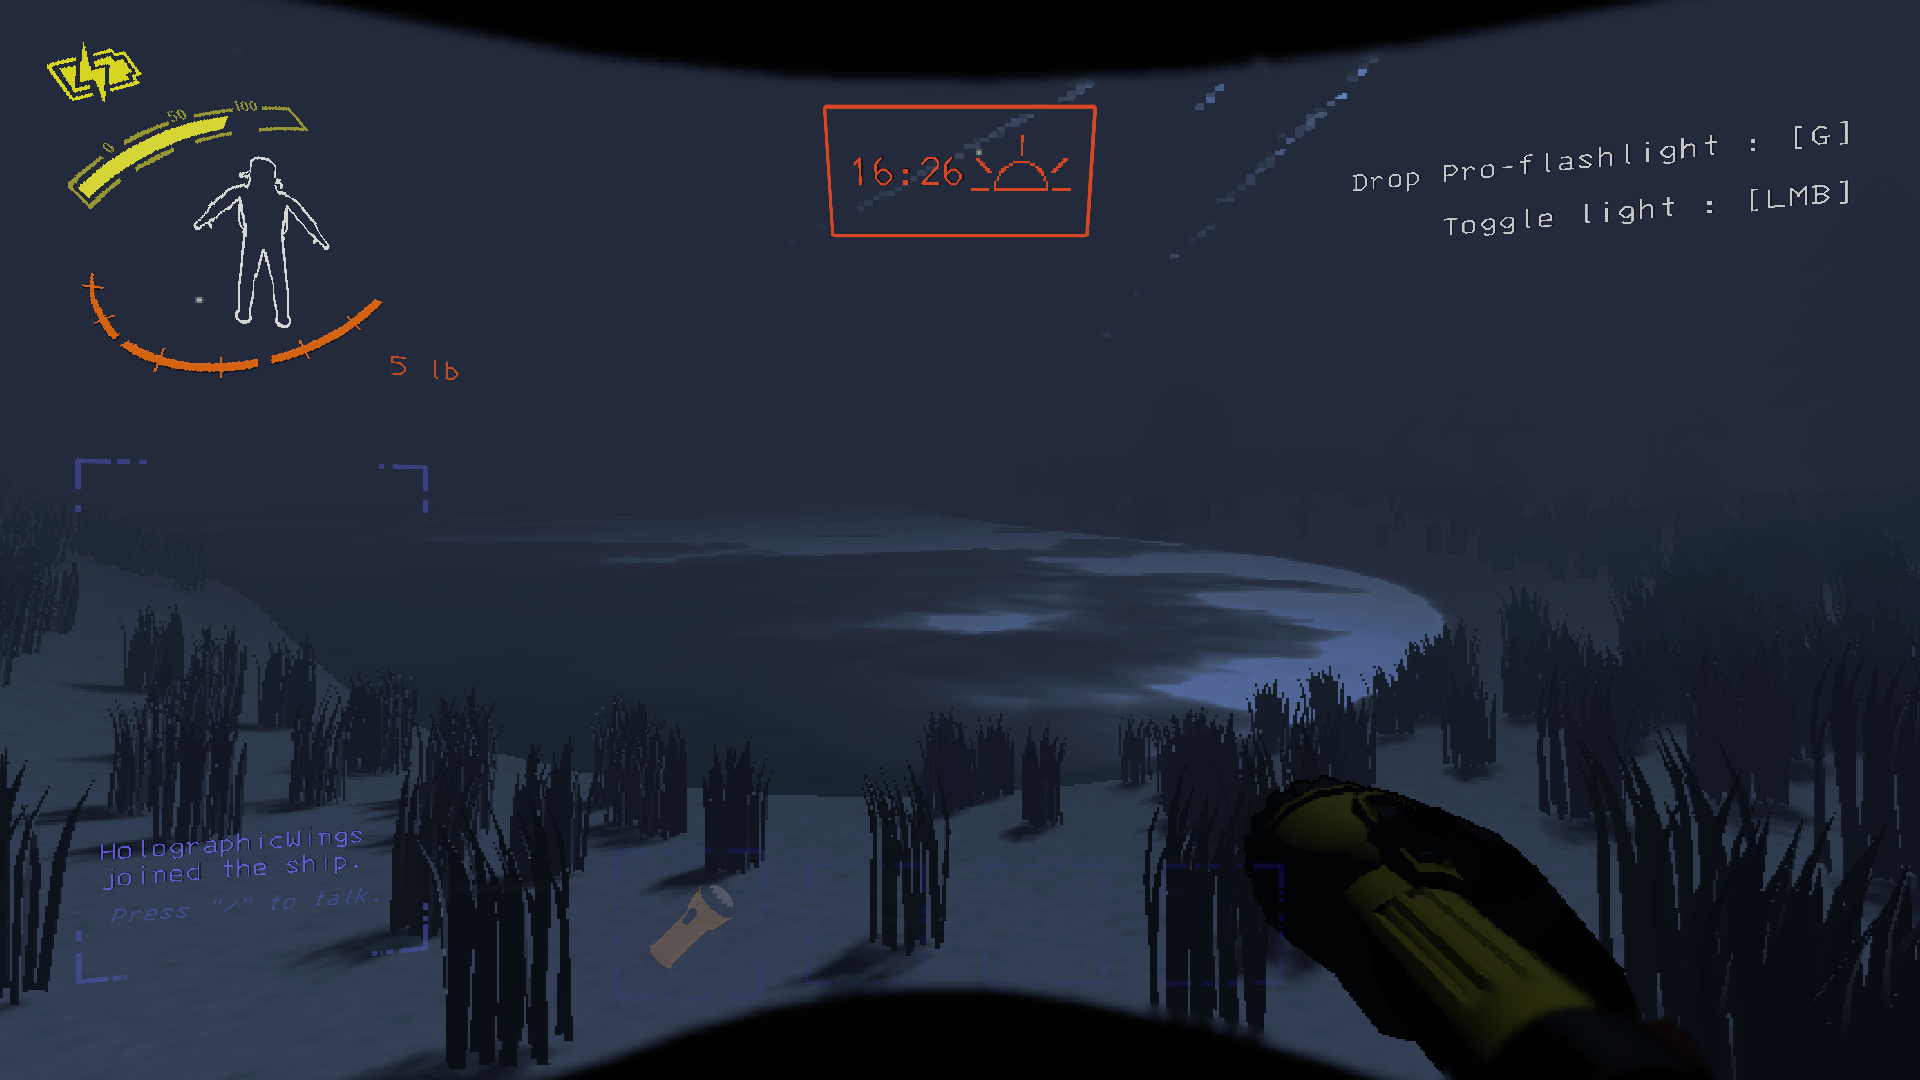 0 50 100
16:26
Drop Pro-flashlight : [G]
Toggle light : [LMB]
5 lb
HolographicWings
joined the ship.
Press "/" to talk.